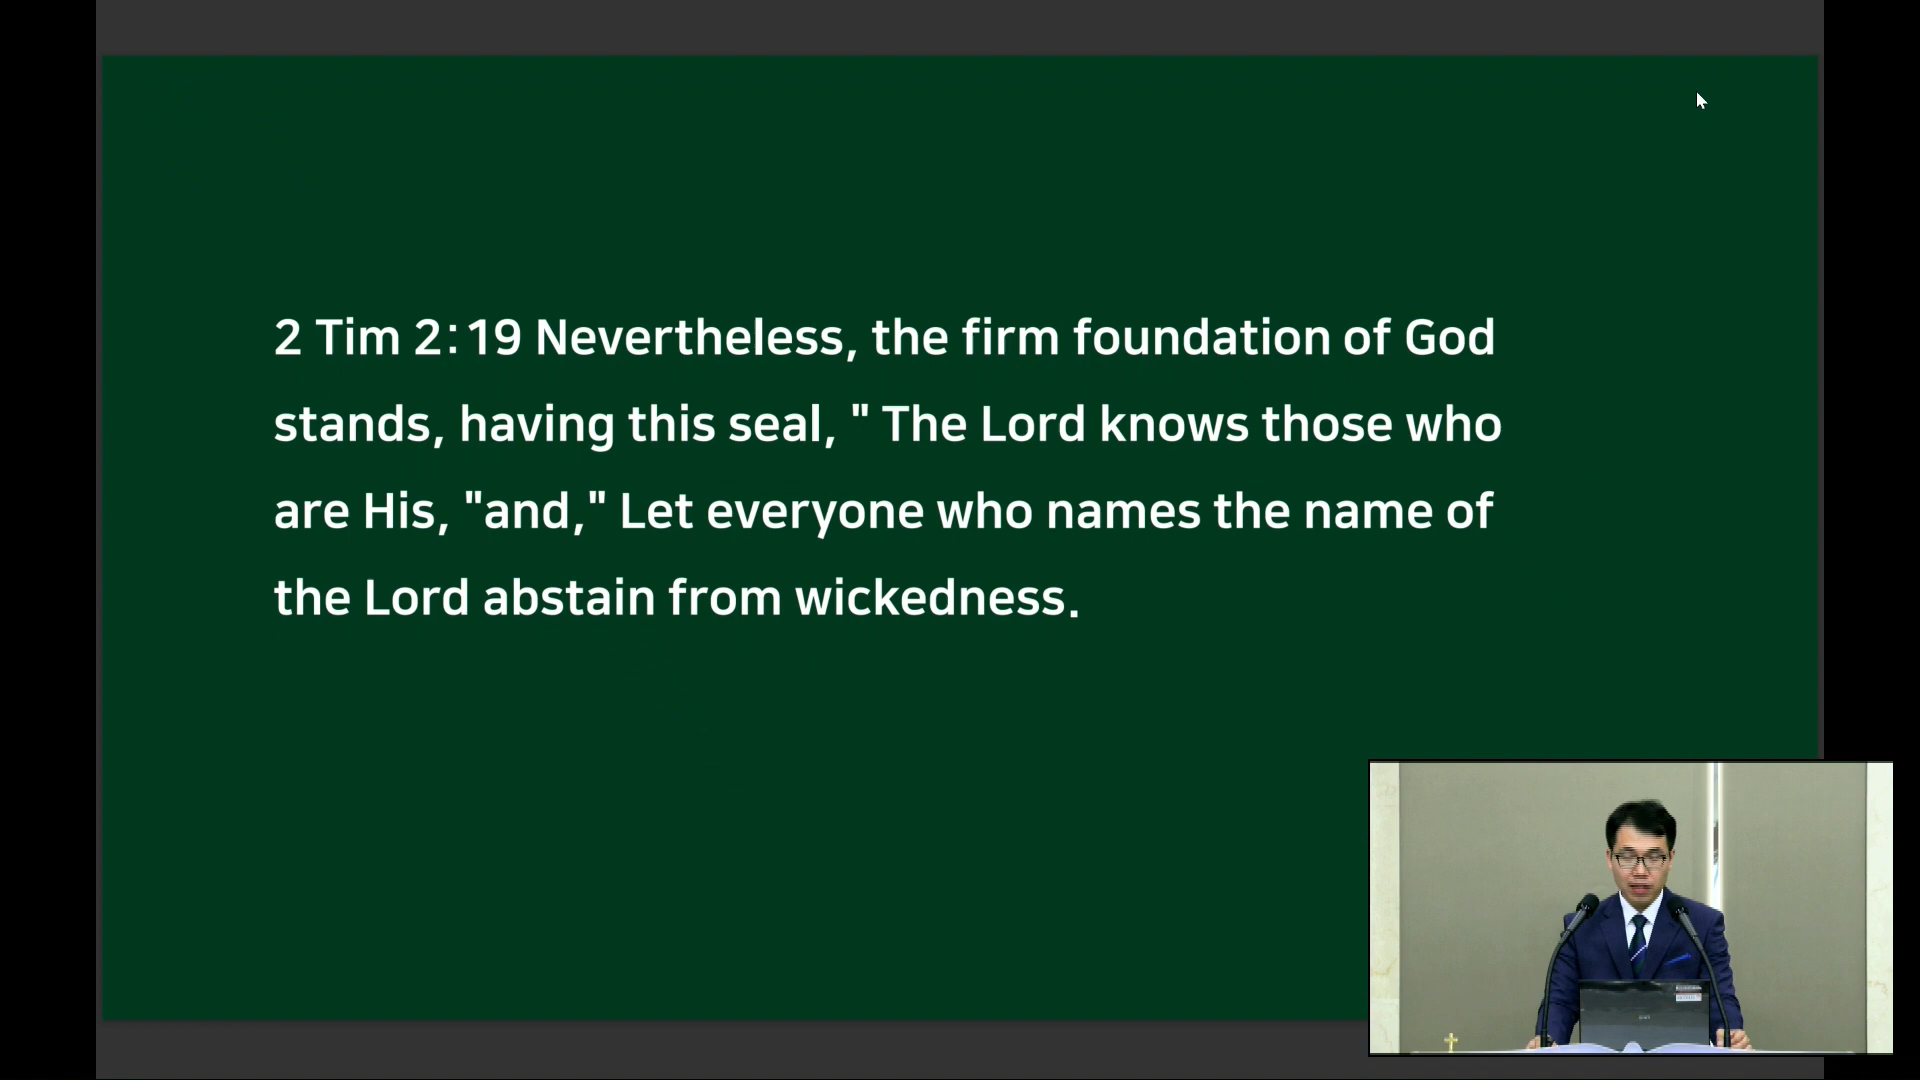 2 Tim 2:19 Nevertheless, the firm foundation of God
stands, having this seal, " The Lord knows those who
are His, "and," Let everyone who names the name of
the Lord abstain from wickedness.